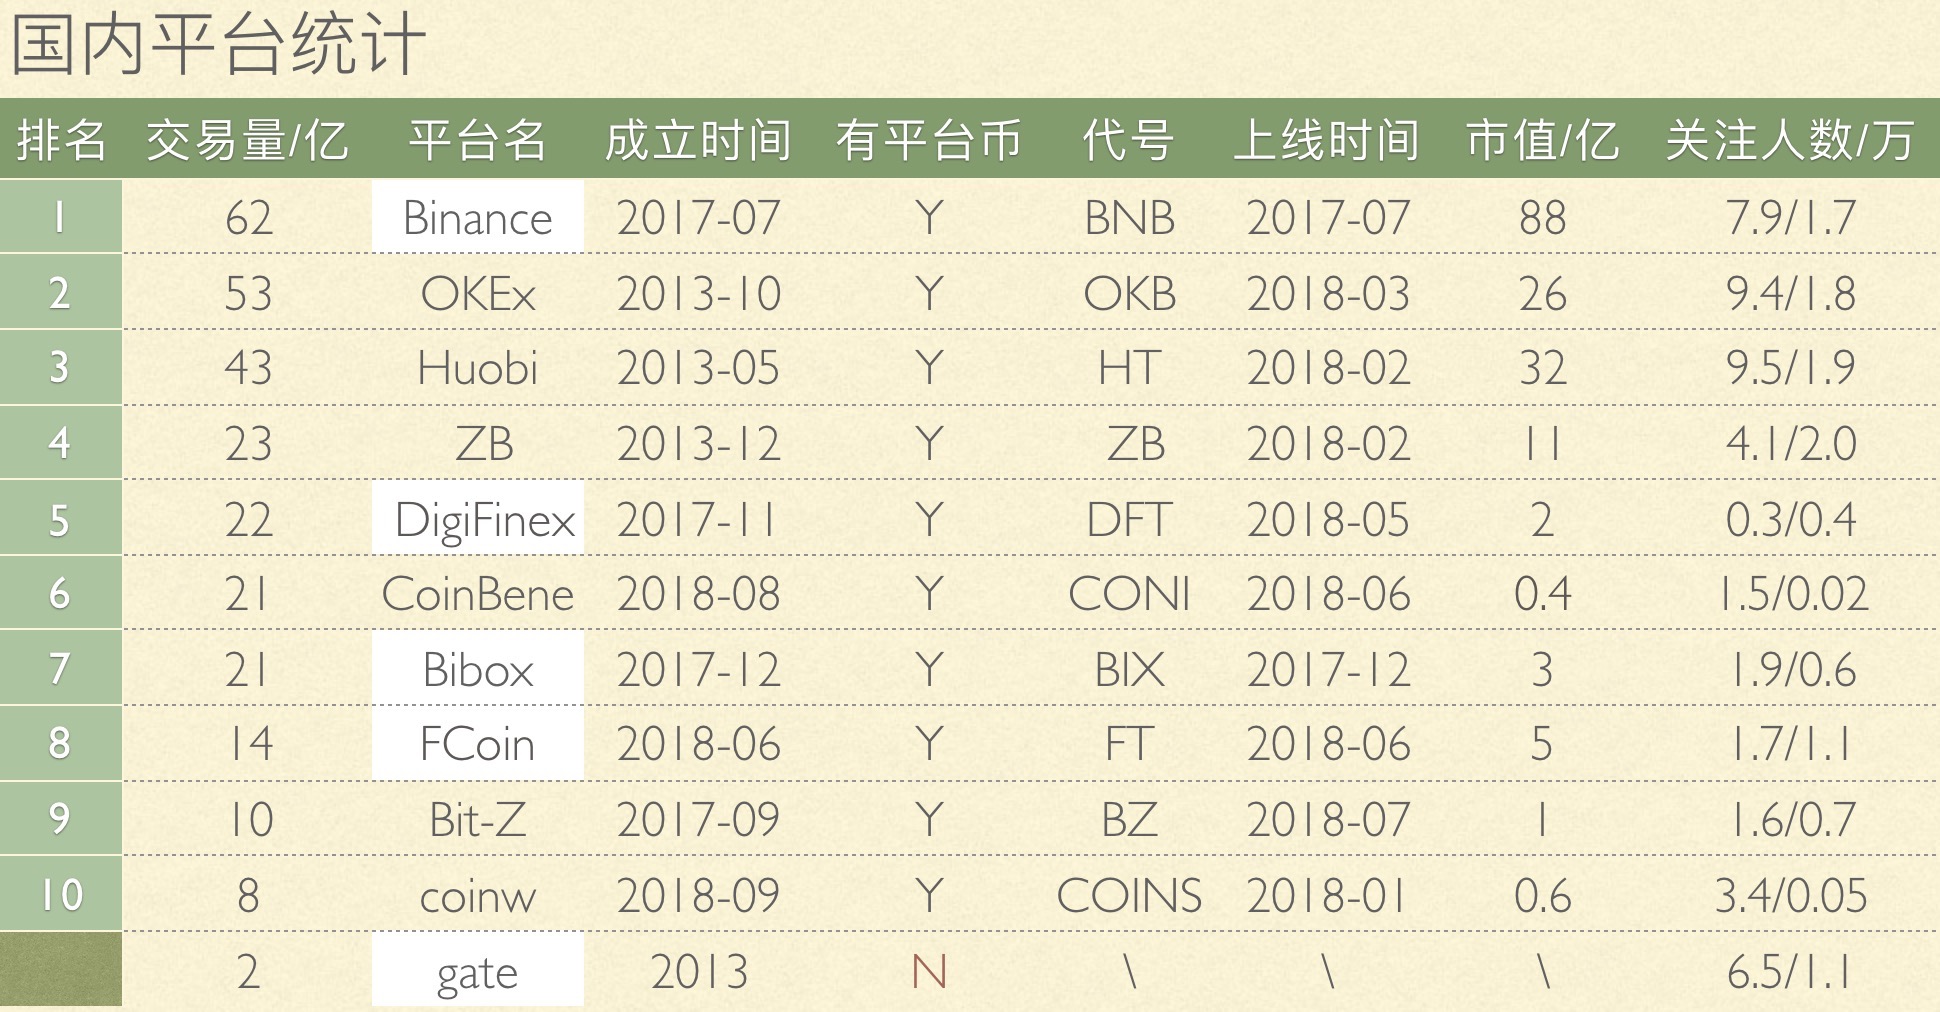 国内平台统计
排名 交易量/亿 平台名 成立时间 有平台币 代号 上线时间 市值/亿 关注人数/万
1 62 Binance 2017-07 Y BNB 2017-07 88 7.9/1.7
2 53 OKEx 2013-10 Y OKB 2018-03 26 9.4/1.8
3 43 Huobi 2013-05 Y HT 2018-02 32 9.5/1.9
4 23 ZB 2013-12 Y ZB 2018-02 11 4.1/2.0
5 22 DigiFinex 2017-11 Y DFT 2018-05 2 0.3/0.4
6 21 CoinBene 2018-08 Y CONI 2018-06 0.4 1.5/0.02
7 21 Bibox 2017-12 Y BIX 2017-12 3 1.9/0.6
8 14 FCoin 2018-06 Y FT 2018-06 5 1.7/1.1
9 10 Bit-Z 2017-09 Y BZ 2018-07 1 1.6/0.7
10 8 coinw 2018-09 Y COINS 2018-01 0.6 3.4/0.05
2 gate 2013 N \ \ \ 6.5/1.1